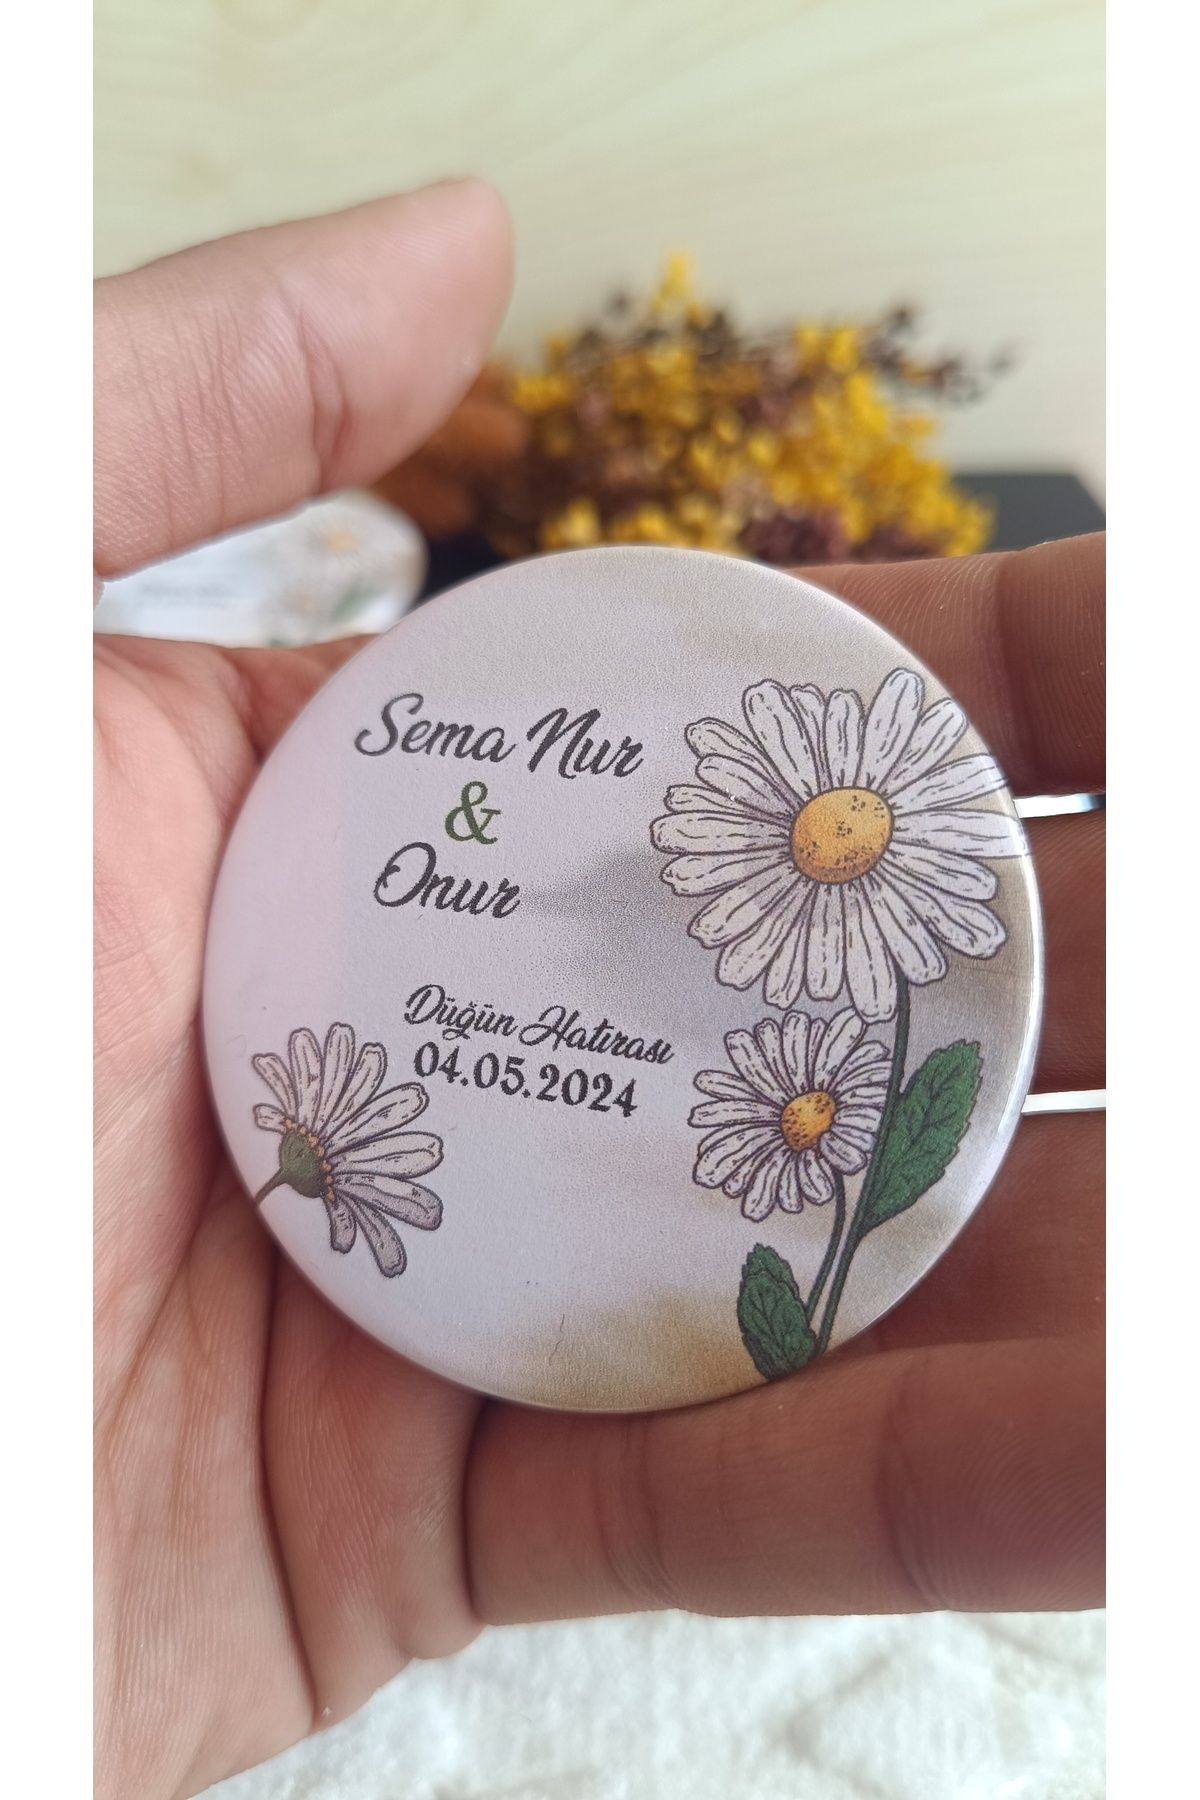 Sema Nur
&
Onur
Düğün Hatırası
04.05.2024